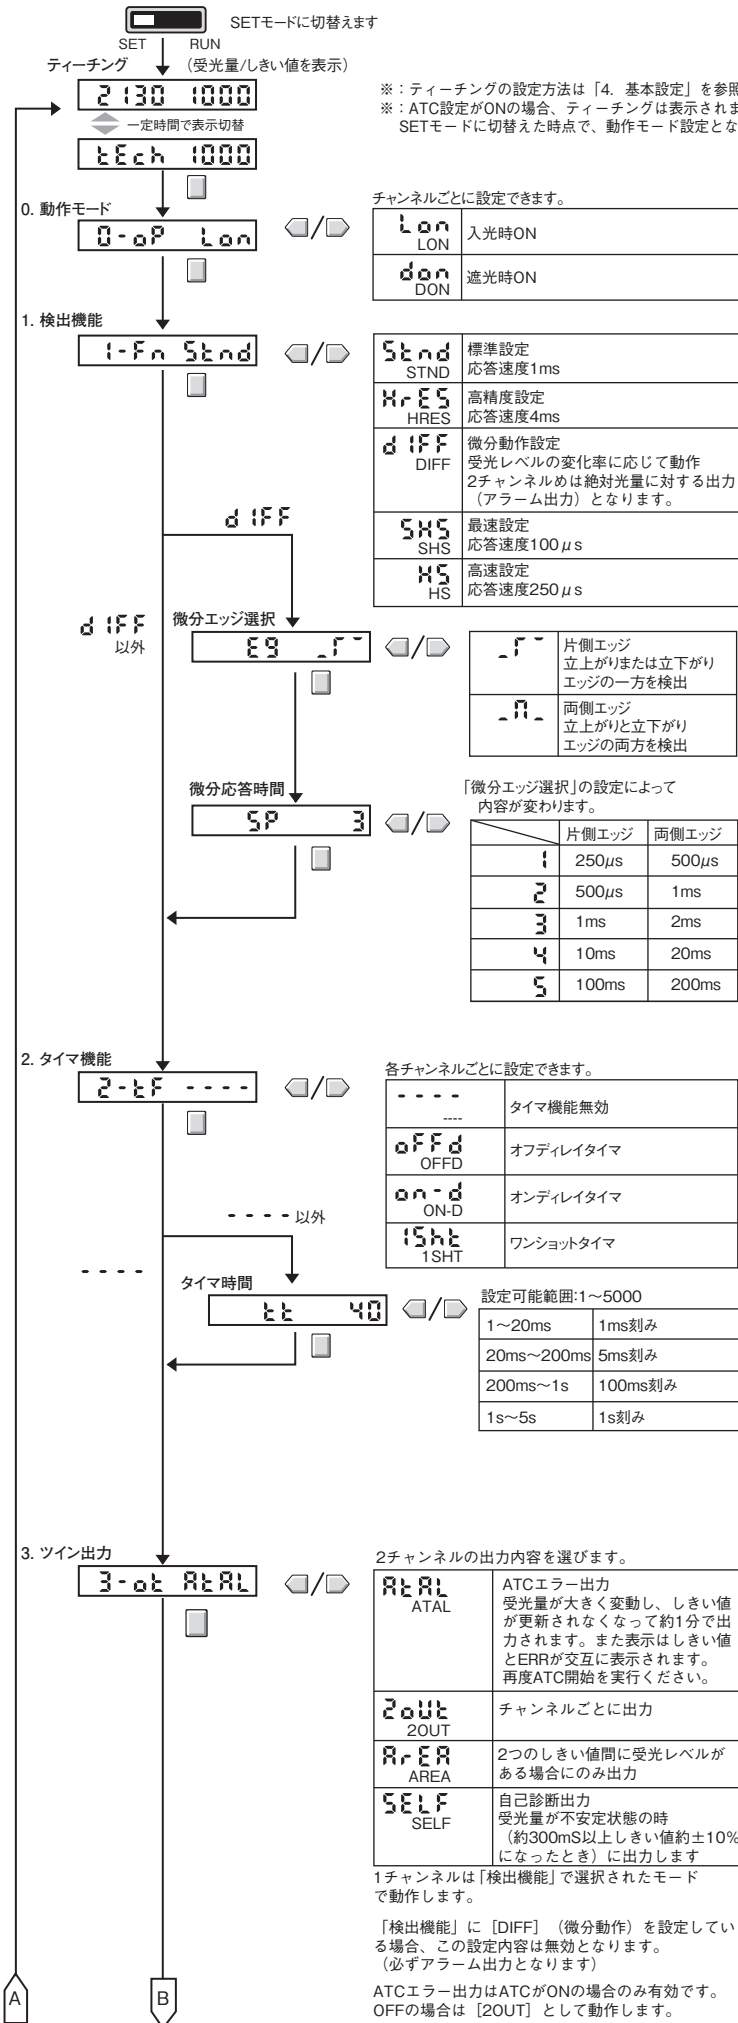 SETモードに切替えます
SET RUN
ティーチング (受光量/しきい値を表示)
2130 1000
一定時間で表示切替
tEch 1000
※：ティーチングの設定方法は「4．基本設定」を参照
※：ATC設定がONの場合、ティーチングは表示されま
SETモードに切替えた時点で、動作モード設定とな
0. 動作モード
0-oP Lon
チャンネルごとに設定できます。
Lon
LON
入光時ON
don
DON
遮光時ON
1. 検出機能
1-Fn Stnd
Stnd
STND
標準設定
応答速度1ms
HrES
HRES
高精度設定
応答速度4ms
dIFF
DIFF
微分動作設定
受光レベルの変化率に応じて動作
2チャンネルめは絶対光量に対する出力
（アラーム出力）となります。
SHS
SHS
最速設定
応答速度100μs
HS
HS
高速設定
応答速度250μs
dIFF
dIFF
以外
微分エッジ選択
Eg
片側エッジ
立上がりまたは立下がり
エッジの一方を検出
両側エッジ
立上がりと立下がり
エッジの両方を検出
微分応答時間
SP 3
「微分エッジ選択」の設定によって
内容が変わります。
片側エッジ 両側エッジ
1 250μs 500μs
2 500μs 1ms
3 1ms 2ms
4 10ms 20ms
5 100ms 200ms
2. タイマ機能
2-tF ----
各チャンネルごとに設定できます。
----
----
タイマ機能無効
oFFd
OFFD
オフディレイタイマ
on-d
ON-D
オンディレイタイマ
1Sht
1SHT
ワンショットタイマ
----以外
----
タイマ時間
tt 40
設定可能範囲:1～5000
1～20ms 1ms刻み
20ms～200ms 5ms刻み
200ms～1s 100ms刻み
1s～5s 1s刻み
3. ツイン出力
3-ot AtAL
2チャンネルの出力内容を選びます。
AtAL
ATAL
ATCエラー出力
受光量が大きく変動し、しきい値
が更新されなくなって約1分で出
力されます。また表示はしきい値
とERRが交互に表示されます。
再度ATC開始を実行ください。
2oUt
2OUT
チャンネルごとに出力
ArEA
AREA
2つのしきい値間に受光レベルが
ある場合にのみ出力
SELF
SELF
自己診断出力
受光量が不安定状態の時
（約300mS以上しきい値約±10%
になったとき）に出力します
1チャンネルは「検出機能」で選択されたモード
で動作します。
「検出機能」に［DIFF］（微分動作）を設定してい
る場合、この設定内容は無効となります。
（必ずアラーム出力となります）
ATCエラー出力はATCがONの場合のみ有効です。
OFFの場合は［2OUT］として動作します。
A B